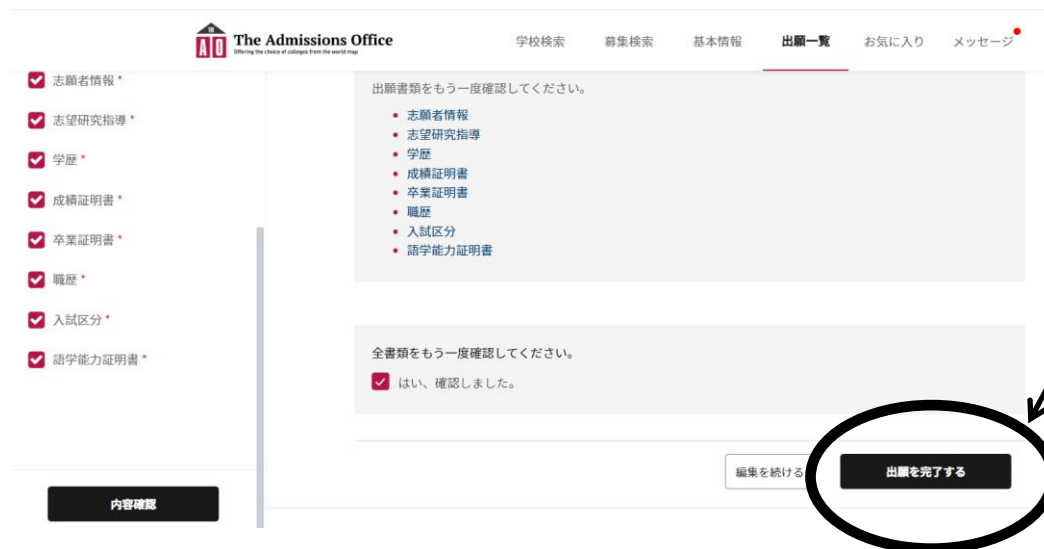 The Admissions Office
Offering the choice of colleges from the world map
学校検索 募集検索 基本情報 出願一覧 お気に入り メッセージ
志願者情報 *
志望研究指導 *
学歴 *
成績証明書 *
卒業証明書 *
職歴 *
入試区分 *
語学能力証明書 *
内容確認
出願書類をもう一度確認してください。
• 志願者情報
• 志望研究指導
• 学歴
• 成績証明書
• 卒業証明書
• 職歴
• 入試区分
• 語学能力証明書
全書類をもう一度確認してください。
はい、確認しました。
編集を続ける
出願を完了する